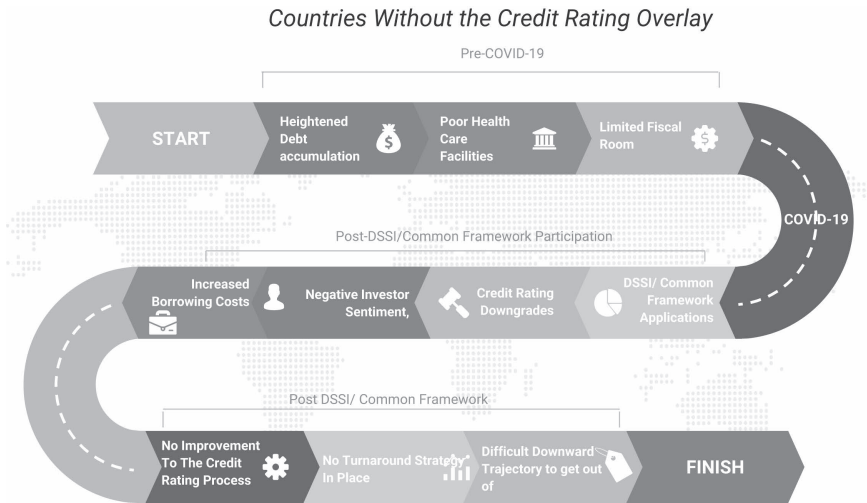 Countries Without the Credit Rating Overlay
Pre-COVID-19
START
Heightened
Debt
accumulation
$
Poor Health
Care
Facilities
Limited Fiscal
Room
$
COVID-19
Post-DSSI/Common Framework Participation
DSSI/ Common
Framework
Applications
Credit Rating
Downgrades
Negative Investor
Sentiment,
Increased
Borrowing Costs
Post DSSI/ Common Framework
No Improvement
To The Credit
Rating Process
No Turnaround Strategy
In Place
Difficult Downward
Trajectory to get out
of
FINISH